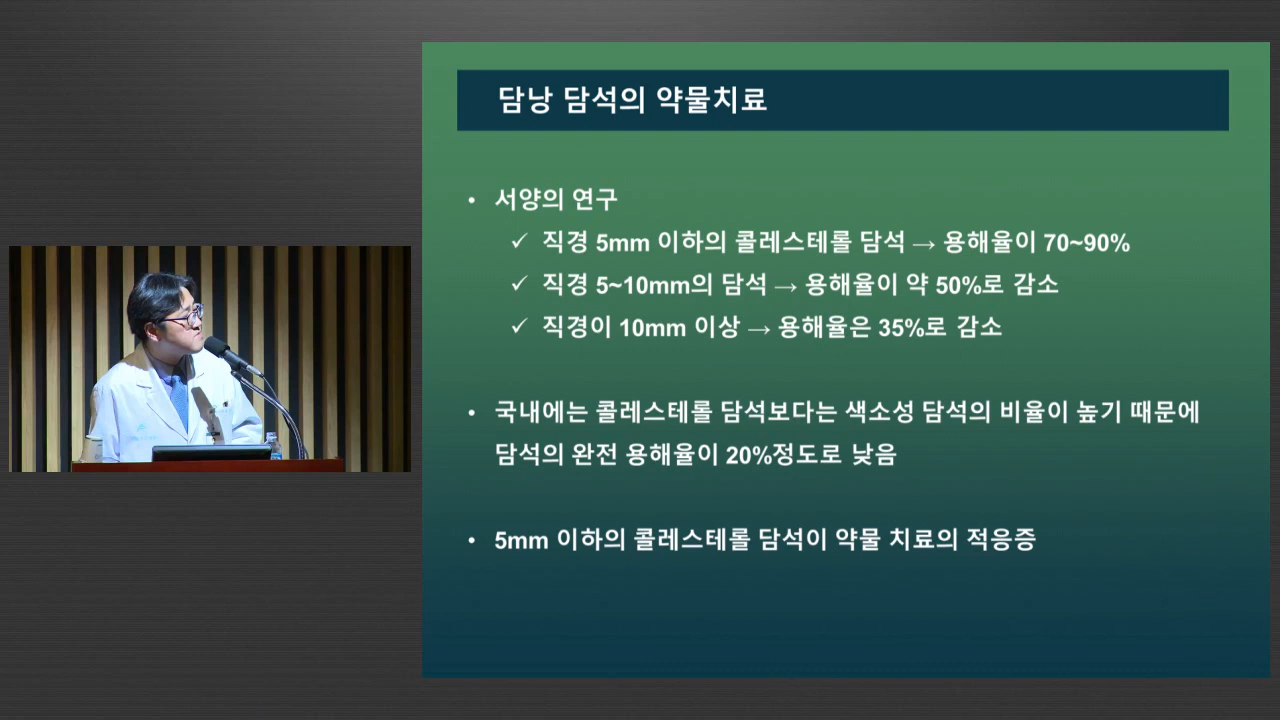 담낭 담석의 약물치료
• 서양의 연구
✓ 직경 5mm 이하의 콜레스테롤 담석 → 용해율이 70~90%
✓ 직경 5~10mm의 담석 → 용해율이 약 50%로 감소
✓ 직경이 10mm 이상 → 용해율은 35%로 감소
• 국내에는 콜레스테롤 담석보다는 색소성 담석의 비율이 높기 때문에
담석의 완전 용해율이 20%정도로 낮음
• 5mm 이하의 콜레스테롤 담석이 약물 치료의 적응증